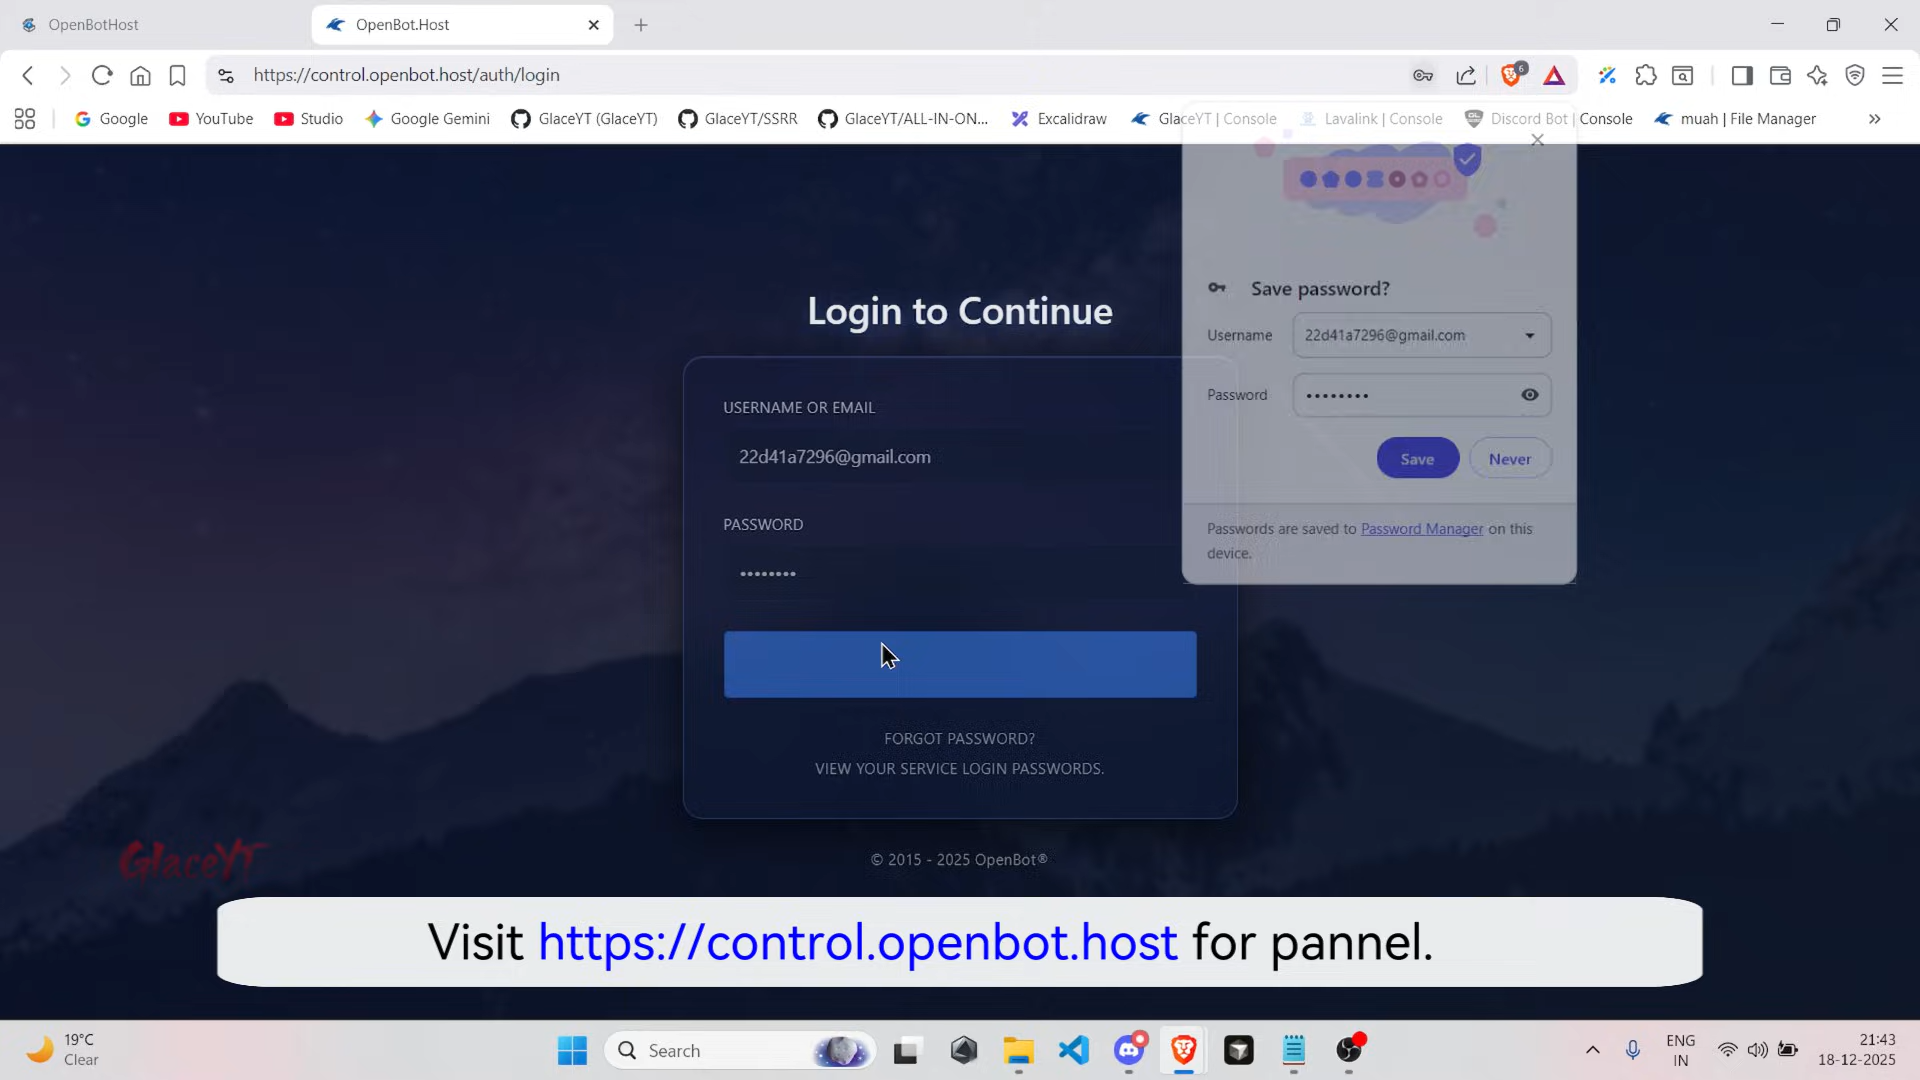 OpenBotHost
OpenBot.Host
https://control.openbot.host/auth/login
6
Google
YouTube
Studio
Google Gemini
GlaceYT (GlaceYT)
GlaceYT/SSRR
GlaceYT/ALL-IN-ON...
Excalidraw
GlaceYT | Console
Lavalink | Console
Discord Bot | Console
muah | File Manager
Save password?
Username
22d41a7296@gmail.com
Password
••••••••
Save
Never
Passwords are saved to Password Manager on this
device.
Login to Continue
USERNAME OR EMAIL
22d41a7296@gmail.com
PASSWORD
••••••••
FORGOT PASSWORD?
VIEW YOUR SERVICE LOGIN PASSWORDS.
© 2015 - 2025 OpenBot®
GlaceYT
Visit https://control.openbot.host for pannel.
19°C
Clear
Search
ENG
IN
21:43
18-12-2025